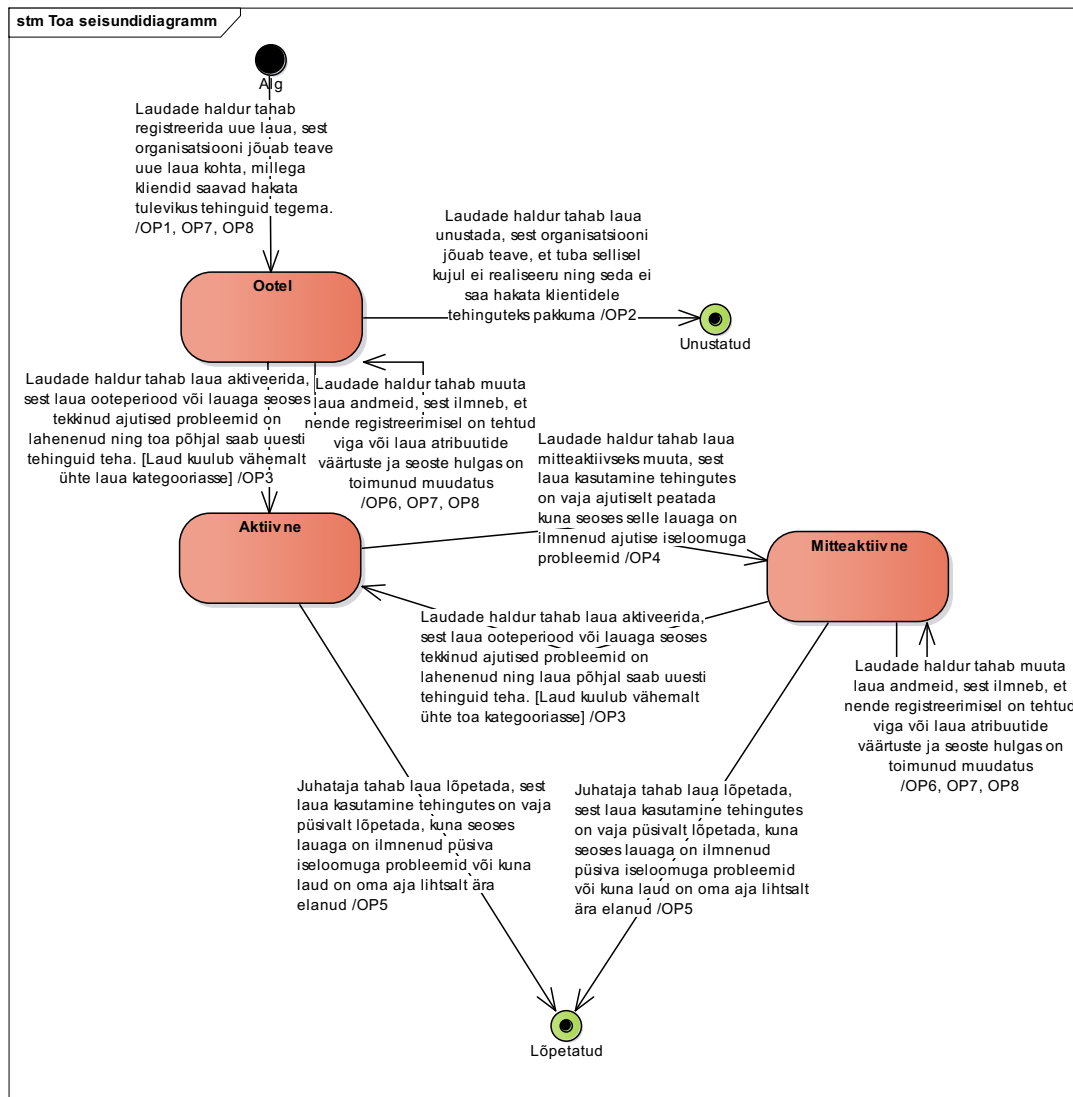 stm Toa seisundidiagramm
Alg
Laudade haldur tahab
registreerida uue laua, sest
organisatsiooni jõuab teave
uue laua kohta, millega
kliendid saavad hakata
tulevikus tehinguid tegema.
/OP1, OP7, OP8
Laudade haldur tahab laua
unustada, sest organisatsiooni
jõuab teave, et tuba sellisel
kujul ei realiseeru ning seda ei
saa hakata klientidele
tehinguteks pakkuma /OP2
Ootel
Unustatud
Laudade haldur tahab laua aktiveerida,
sest laua ooteperiood või lauaga seoses
tekkinud ajutised probleemid on
lahenenud ning toa põhjal saab uuesti
tehinguid teha. [Laud kuulub vähemalt
ühte laua kategooriasse] /OP3
Laudade haldur tahab muuta
laua andmeid, sest ilmneb, et
nende registreerimisel on tehtud
viga või laua atribuutide
väärtuste ja seoste hulgas on
toimunud muudatus
/OP6, OP7, OP8
Laudade haldur tahab laua
mitteaktiivseks muuta, sest
laua kasutamine tehingutes
on vaja ajutiselt peatada
kuna seoses selle lauaga on
ilmnenud ajutise iseloomuga
probleemid /OP4
Aktiivne
Mitteaktiivne
Laudade haldur tahab laua aktiveerida,
sest laua ooteperiood või lauaga seoses
tekkinud ajutised probleemid on
lahenenud ning laua põhjal saab uuesti
tehinguid teha. [Laud kuulub vähemalt
ühte toa kategooriasse] /OP3
Laudade haldur tahab muuta
laua andmeid, sest ilmneb, et
nende registreerimisel on tehtud
viga või laua atribuutide
väärtuste ja seoste hulgas on
toimunud muudatus
/OP6, OP7, OP8
Juhataja tahab laua lõpetada, sest
laua kasutamine tehingutes on vaja
püsivalt lõpetada, kuna seoses
lauaga on ilmnenud püsiva
iseloomuga probleemid või kuna
laud on oma aja lihtsalt ära
elanud /OP5
Juhataja tahab laua lõpetada,
sest laua kasutamine tehingutes
on vaja püsivalt lõpetada, kuna
seoses lauaga on ilmnenud
püsiva iseloomuga probleemid
või kuna laud on oma aja lihtsalt
ära elanud /OP5
Lõpetatud